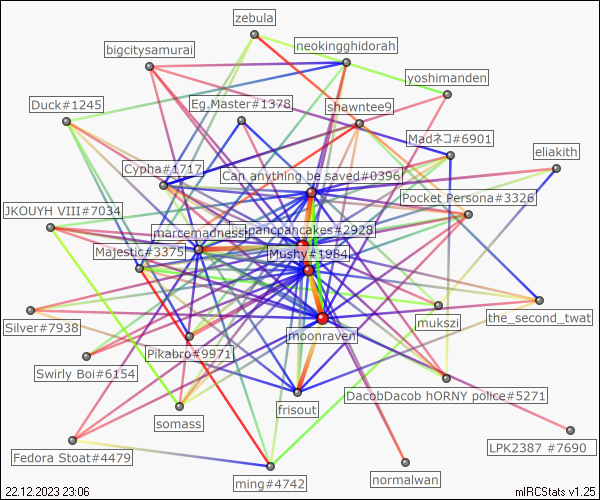 zebula
neokingghidorah
bigcitysamurai
yoshimanden
Duck#1245
Eg.Master#1378
shawntee9
Madネコ#6901
eliakith
Cypha#1717
Can anything be saved#0396
Pocket Persona#3326
JKOUYH VIII#7034
marcemadness
pancpancakes#2928
Majestic#3375
Mushy#1984
Silver#7938
moonraven
mukszi
the_second_twat
Pikabro#9971
Swirly Boi#6154
DacobDacob hORNY police#5271
somass
frisout
LPK2387 #7690
Fedora Stoat#4479
ming#4742
normalwan
22.12.2023 23:06
mIRCStats v1.25